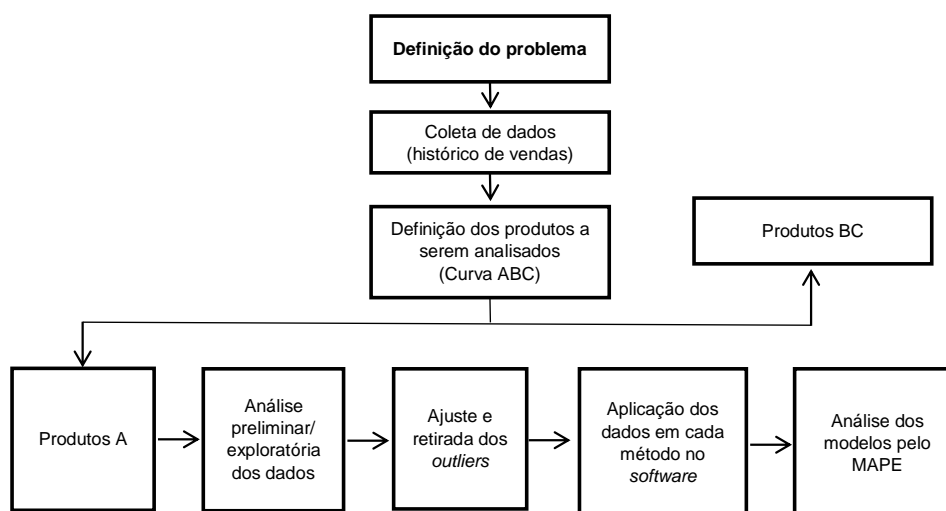 Definição do problema
Coleta de dados
(histórico de vendas)
Definição dos produtos a
serem analisados
(Curva ABC)
Produtos BC
Produtos A
Análise
preliminar/
exploratória
dos dados
Ajuste e
retirada dos
outliers
Aplicação dos
dados em cada
método no
software
Análise dos
modelos pelo
MAPE